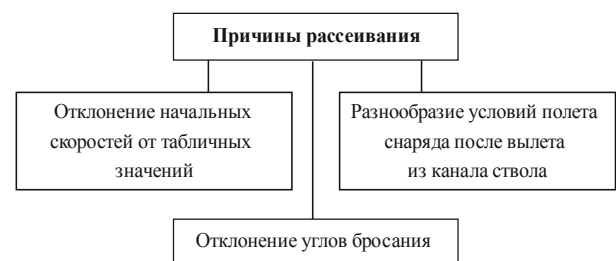 Причины рассеивания
Отклонение начальных
скоростей от табличных
значений
Разнообразие условий полета
снаряда после вылета
из канала ствола
Отклонение углов бросания